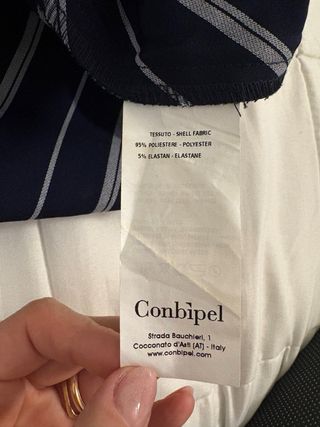 TESSUTO - SHELL FABRIC
95% POLIESTERE - POLYESTER
5% ELASTAN - ELASTANE
Conbipel
Strada Bauchieri, 1
Cocconato d'Asti (AT) - Italy
www.conbipel.com